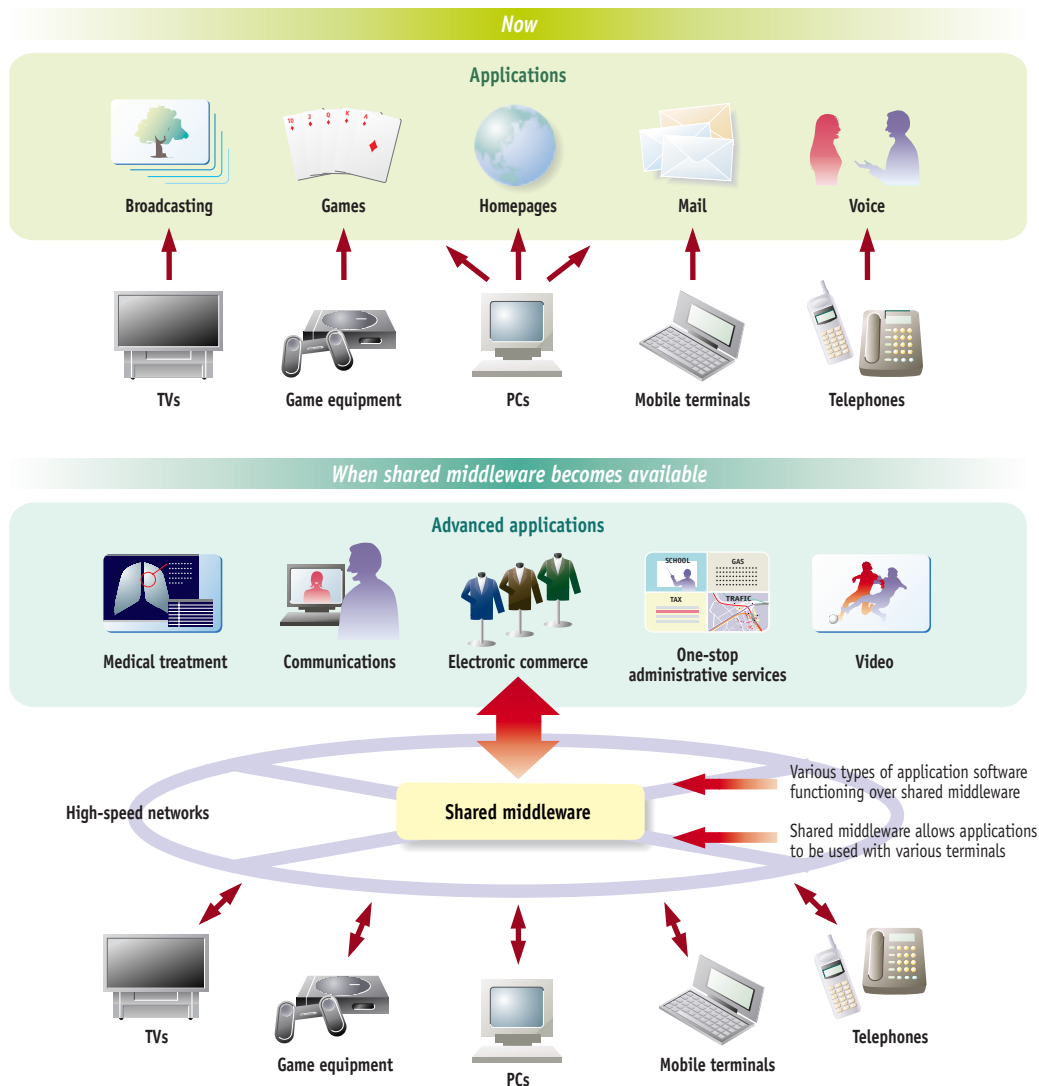 Now
Applications
10 J Q K A
Broadcasting
Games
Homepages
Mail
Voice
TVs
Game equipment
PCs
Mobile terminals
Telephones
When shared middleware becomes available
Advanced applications
SCHOOL
GAS
TAX
TRAFIC
Medical treatment
Communications
Electronic commerce
One-stop
administrative services
Video
High-speed networks
Shared middleware
Various types of application software
functioning over shared middleware
Shared middleware allows applications
to be used with various terminals
TVs
Game equipment
PCs
Mobile terminals
Telephones